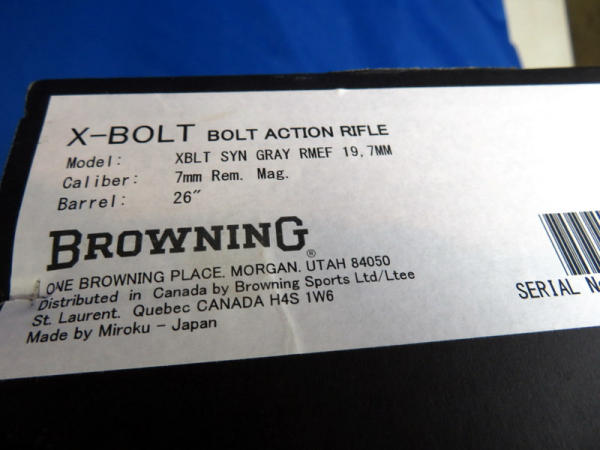 X-BOLT BOLT ACTION RIFLE
Model: XBLT SYN GRAY RMEF 19,7MM
Caliber: 7mm Rem. Mag.
Barrel: 26"
BROWNING®
ONE BROWNING PLACE. MORGAN. UTAH 84050
Distributed in Canada by Browning Sports Ltd/Ltee
St. Laurent. Quebec CANADA H4S 1W6
Made by Miroku - Japan
SERIAL No